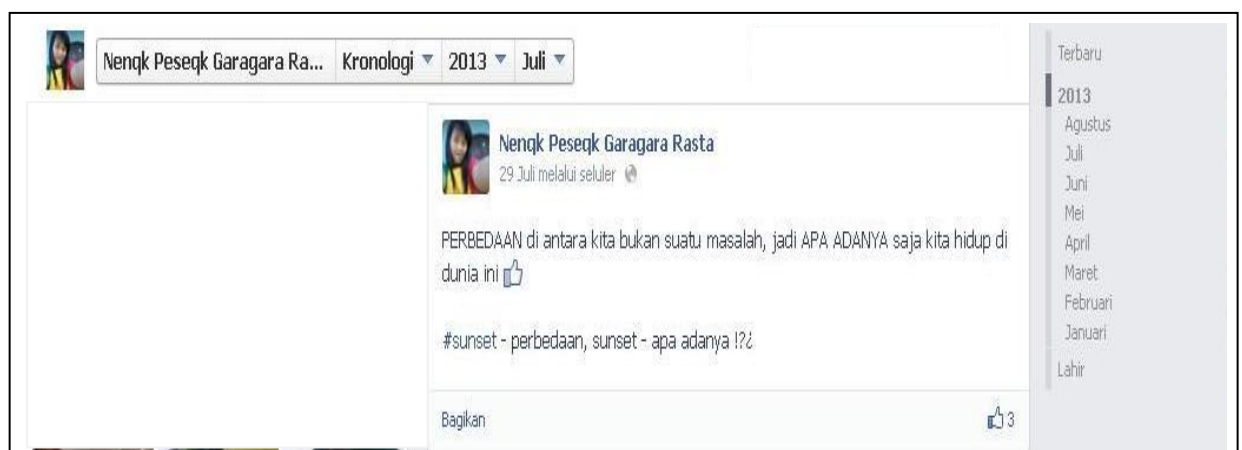 Nenqk Peseqk Garagara Ra... Kronologi 2013 Juli
Nenqk Peseqk Garagara Rasta
29 Juli melalui seluler
PERBEDAAN di antara kita bukan suatu masalah, jadi APA ADANYA saja kita hidup di
dunia ini
#sunset - perbedaan, sunset - apa adanya !?¿
Bagikan
3
Terbaru
2013
Agustus
Juli
Juni
Mei
April
Maret
Februari
Januari
Lahir